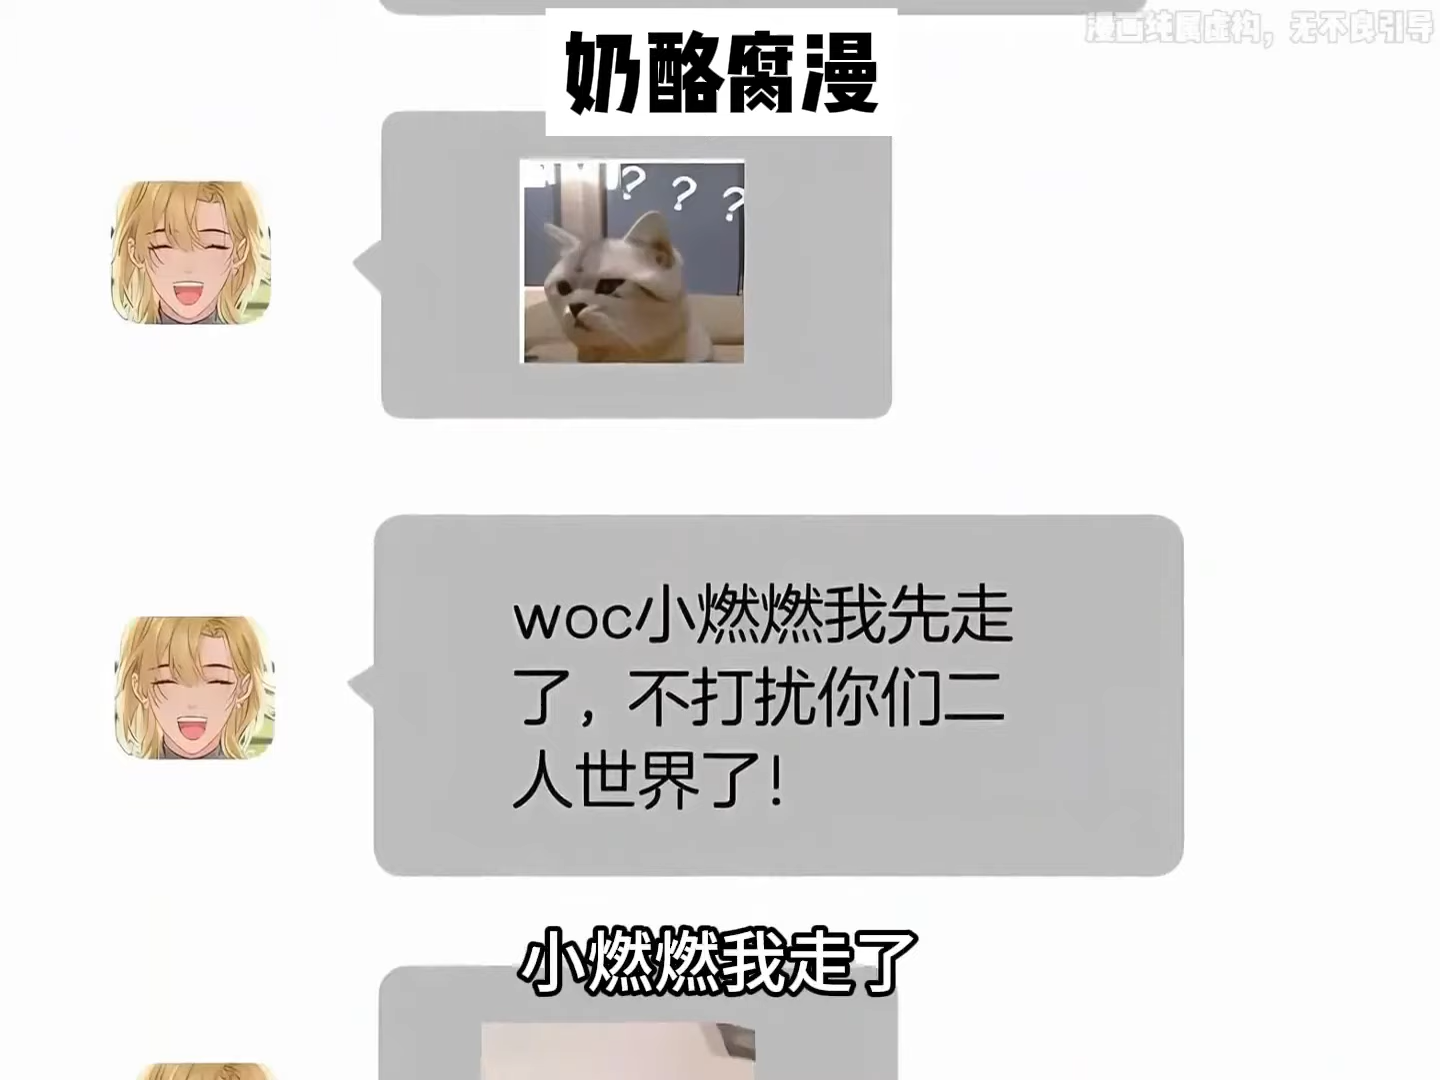 漫画纯属虚构，无不良引导
奶酪腐漫
? ? ?
woc小燃燃我先走
了，不打扰你们二
人世界了！
小燃燃我走了